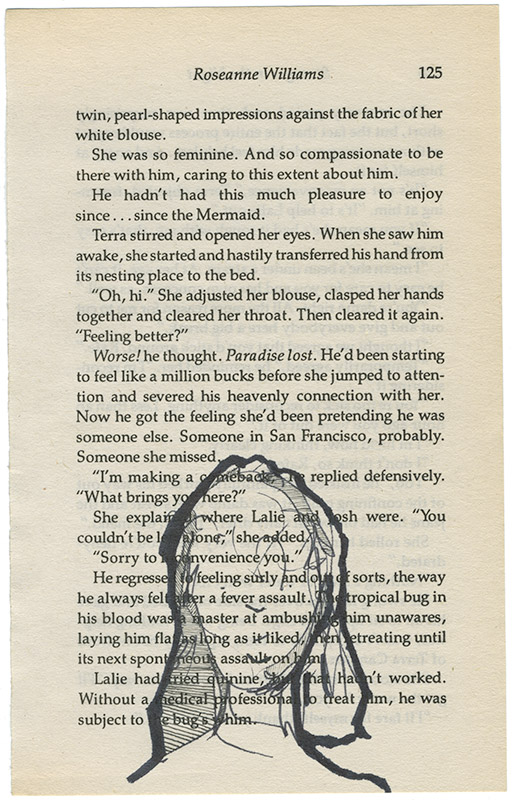 Roseanne Williams 125
twin, pearl-shaped impressions against the fabric of her
white blouse.
She was so feminine. And so compassionate to be
there with him, caring to this extent about him.
He hadn't had this much pleasure to enjoy
since . . . since the Mermaid.
Terra stirred and opened her eyes. When she saw him
awake, she started and hastily transferred his hand from
its nesting place to the bed.
"Oh, hi." She adjusted her blouse, clasped her hands
together and cleared her throat. Then cleared it again.
"Feeling better?"
Worse! he thought. Paradise lost. He'd been starting
to feel like a million bucks before she jumped to atten-
tion and severed his heavenly connection with her.
Now he got the feeling she'd been pretending he was
someone else. Someone in San Francisco, probably.
Someone she missed.
"I'm making a comeback," he replied defensively.
"What brings you here?"
She explained where Lalie and Josh were. "You
couldn't be left alone," she added.
"Sorry to inconvenience you."
He regressed to feeling surly and out of sorts, the way
he always felt after a fever assault. The tropical bug in
his blood was a master at ambushing him unawares,
laying him flat as long as it liked, then retreating until
its next spontaneous assault on him.
Lalie had tried quinine, but that hadn't worked.
Without a medical professional to treat him, he was
subject to the bug's whim.